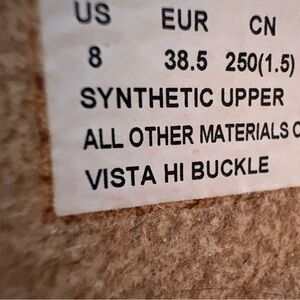 US EUR CN
8 38.5 250(1.5)
SYNTHETIC UPPER
ALL OTHER MATERIALS
VISTA HI BUCKLE